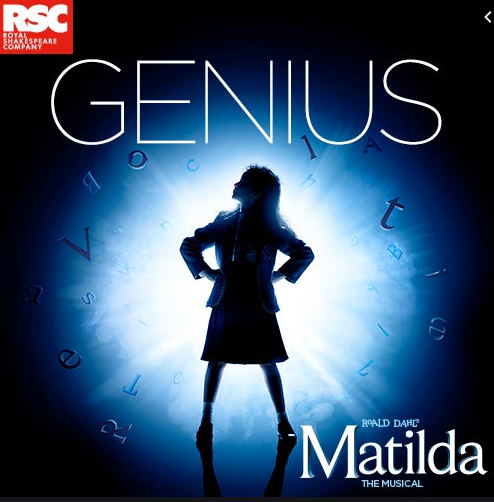 RSC
ROYAL
SHAKESPEARE
COMPANY
GENIUS
ROALD DAHL'S
Matilda
THE MUSICAL